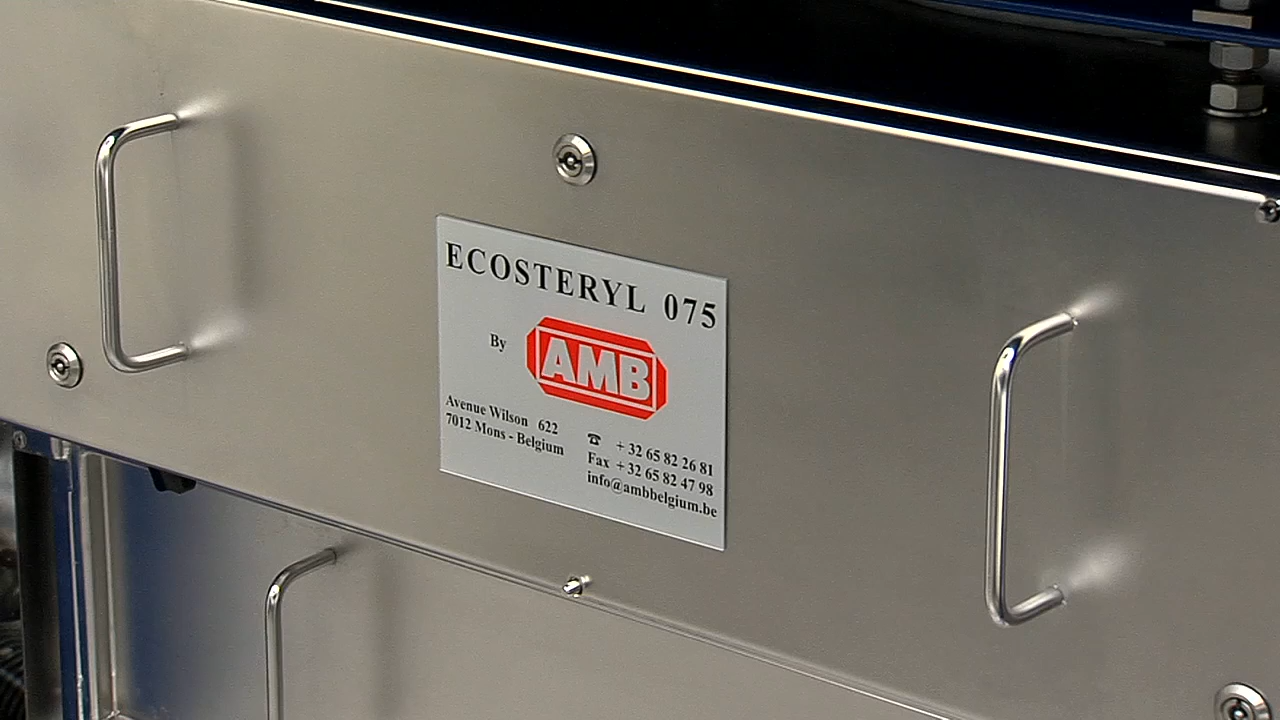 ECOSTERYL 075
By AMB
Avenue Wilson 622
7012 Mons - Belgium
☎ + 32 65 82 26 81
Fax + 32 65 82 47 98
info@ambbelgium.be